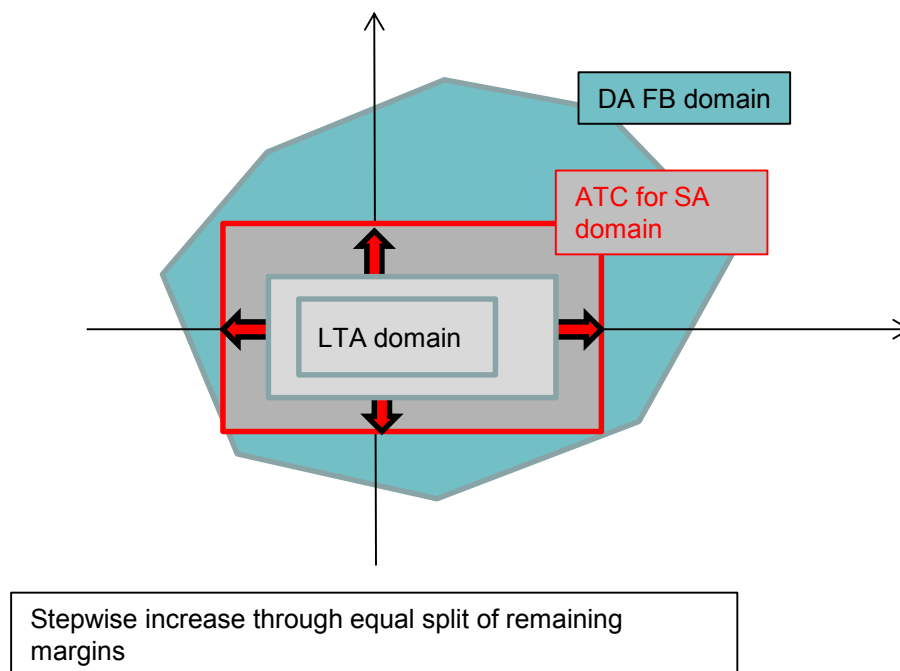 DA FB domain
ATC for SA
domain
LTA domain
Stepwise increase through equal split of remaining
margins